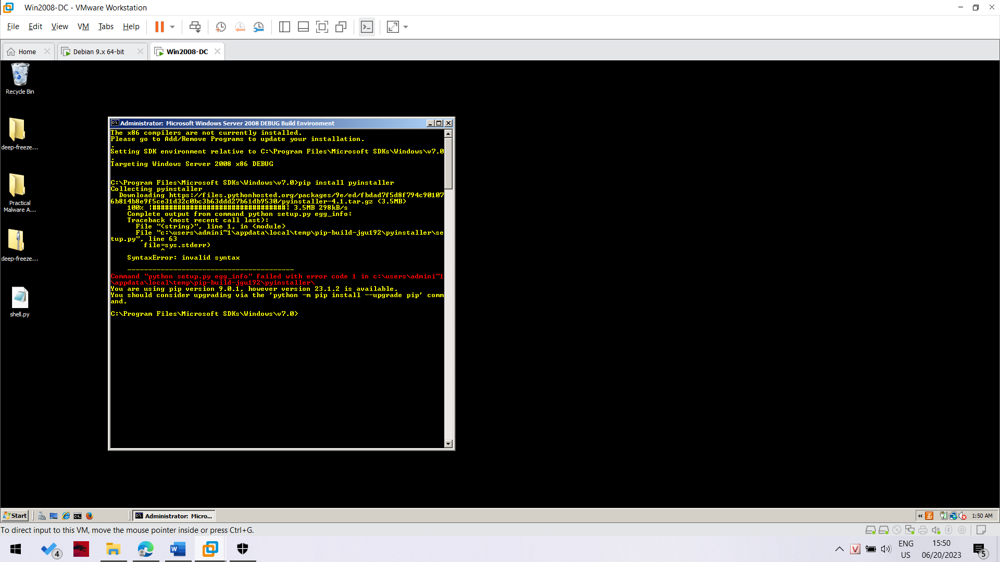 Win2008-DC - VMware Workstation
File Edit View VM Tabs Help
Home
Debian 9.x 64-bit
Win2008-DC
Recycle Bin
deep-freeze...
Practical
Malware A...
deep-freeze...
shell.py
Administrator: Microsoft Windows Server 2008 DEBUG Build Environment
The x86 compilers are not currently installed.
Please go to Add/Remove Programs to update your installation.
.
Setting SDK environment relative to C:\Program Files\Microsoft SDKs\Windows\v7.0
.
Targeting Windows Server 2008 x86 DEBUG
C:\Program Files\Microsoft SDKs\Windows\v7.0>pip install pyinstaller
Collecting pyinstaller
Downloading https://files.pythonhosted.org/packages/9e/ed/fbdad7f5d8f794c90107
6b814b8e9f5ce31d32c0bc3b63ddd27b61db9530/pyinstaller-4.1.tar.gz (3.5MB)
100% |################################| 3.5MB 298kB/s
Complete output from command python setup.py egg_info:
Traceback (most recent call last):
File "<string>", line 1, in <module>
File "c:\users\admini~1\appdata\local\temp\pip-build-jgu192\pyinstaller\se
tup.py", line 63
file=sys.stderr)
^
SyntaxError: invalid syntax
----------------------------------------
Command "python setup.py egg_info" failed with error code 1 in c:\users\admini~1
\appdata\local\temp\pip-build-jgu192\pyinstaller\
You are using pip version 9.0.1, however version 23.1.2 is available.
You should consider upgrading via the 'python -m pip install --upgrade pip' comm
and.
C:\Program Files\Microsoft SDKs\Windows\v7.0>
Start
Administrator: Micro...
1:50 AM
To direct input to this VM, move the mouse pointer inside or press Ctrl+G.
4
ENG
US
15:50
06/20/2023
5